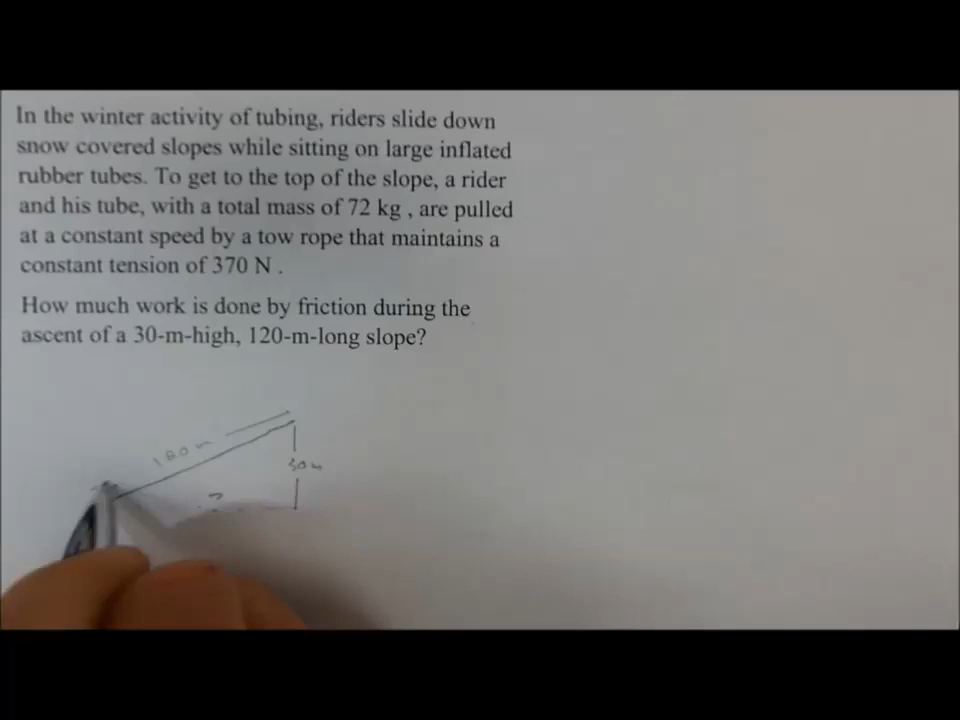 In the winter activity of tubing, riders slide down
snow covered slopes while sitting on large inflated
rubber tubes. To get to the top of the slope, a rider
and his tube, with a total mass of 72 kg , are pulled
at a constant speed by a tow rope that maintains a
constant tension of 370 N .
How much work is done by friction during the
ascent of a 30-m-high, 120-m-long slope?
120 m
30 m
?